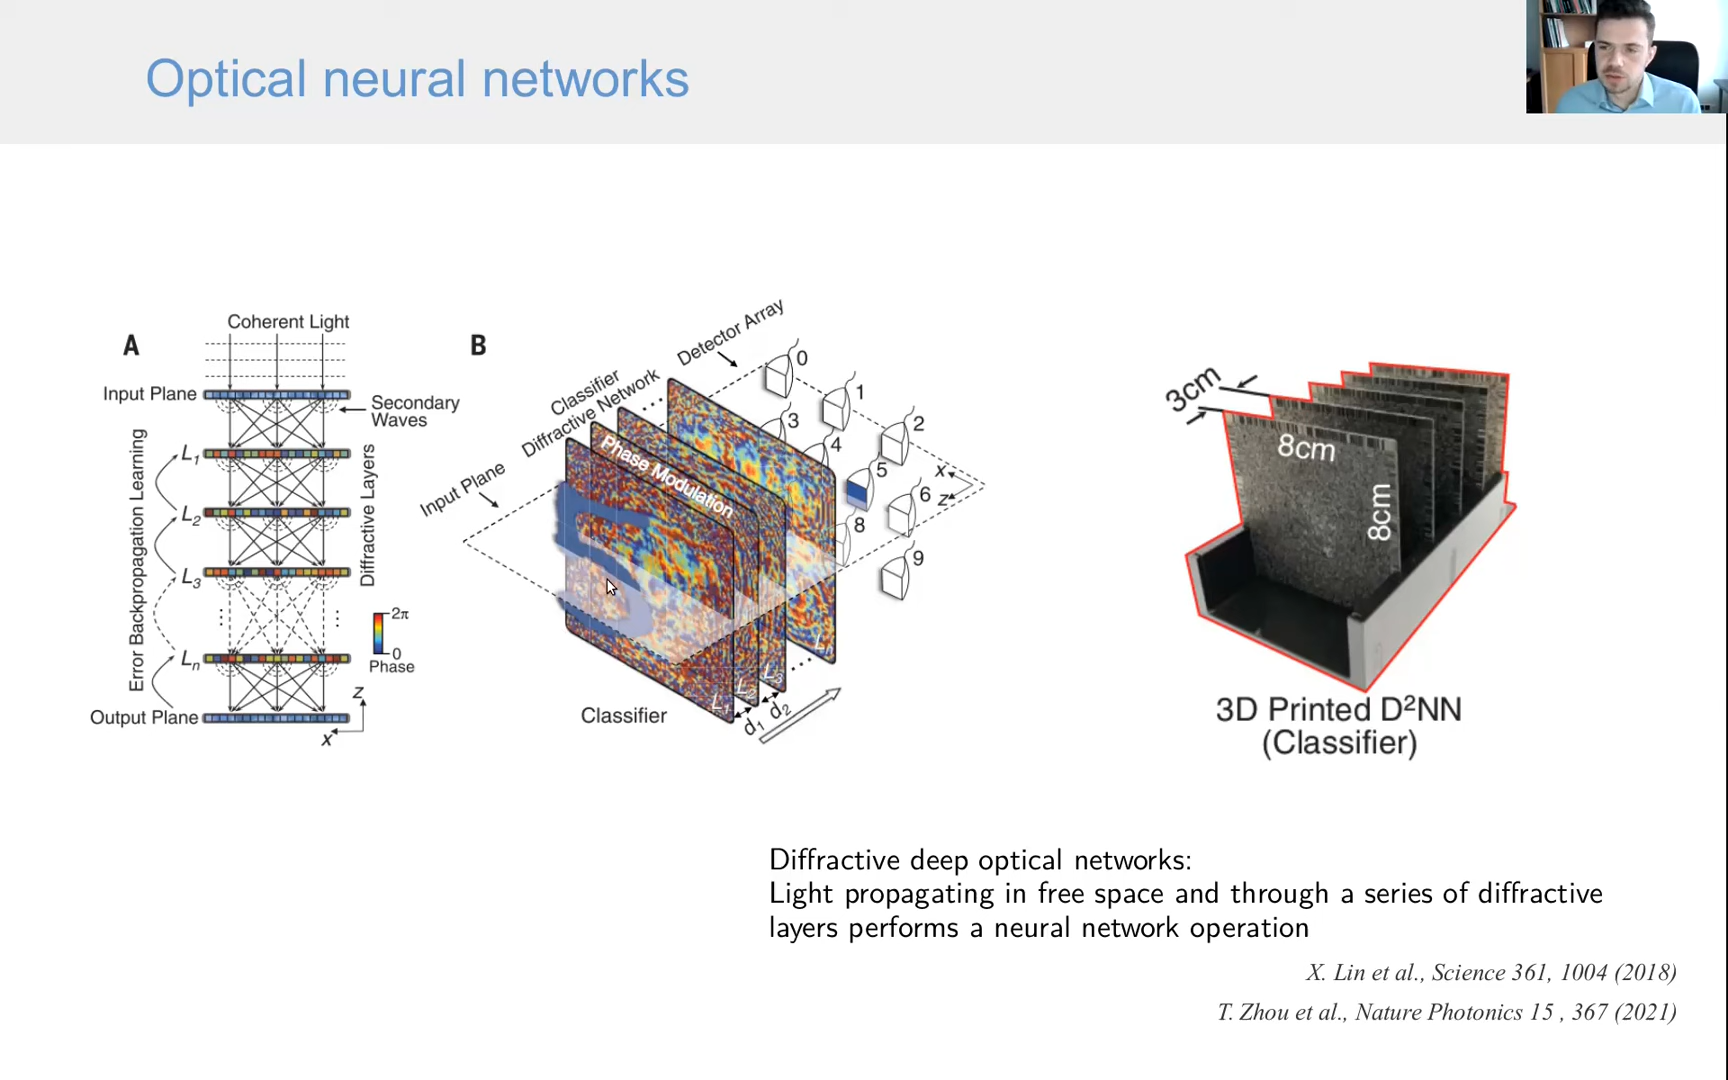 Optical neural networks
A
Coherent Light
Input Plane
Secondary
Waves
Error Backpropagation Learning
Diffractive Layers
L1
L2
L3
Ln
2π
0
Phase
Output Plane
z
x
B
Detector Array
Classifier
Diffractive Network
Input Plane
Phase Modulation
0
1
2
3
4
5
6
8
9
x
z
L1
L2
L3
d1
d2
Classifier
3cm
8cm
8cm
3D Printed D²NN
(Classifier)
Diffractive deep optical networks:
Light propagating in free space and through a series of diffractive
layers performs a neural network operation
X. Lin et al., Science 361, 1004 (2018)
T. Zhou et al., Nature Photonics 15 , 367 (2021)